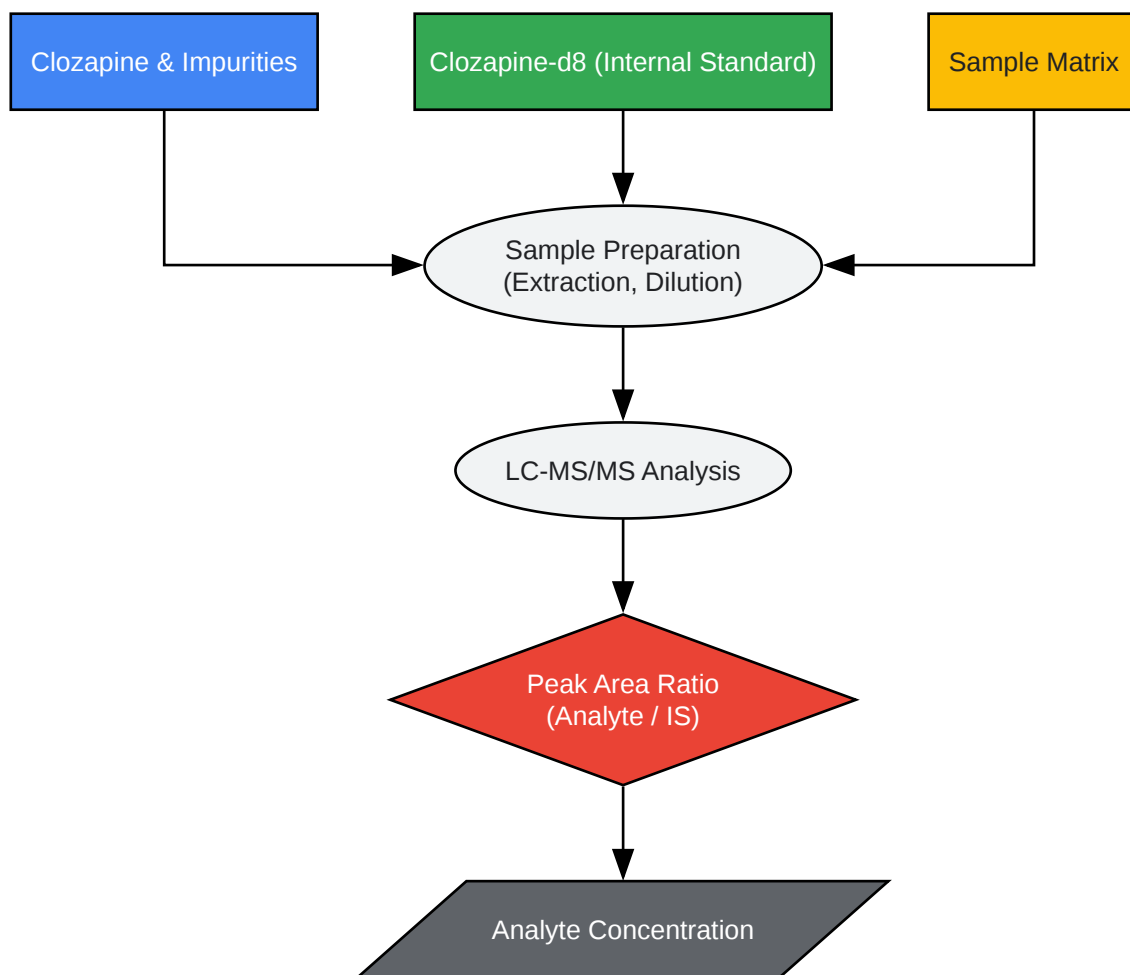 Clozapine & Impurities
Clozapine-d8 (Internal Standard)
Sample Matrix
Sample Preparation
(Extraction, Dilution)
LC-MS/MS Analysis
Peak Area Ratio
(Analyte / IS)
Analyte Concentration